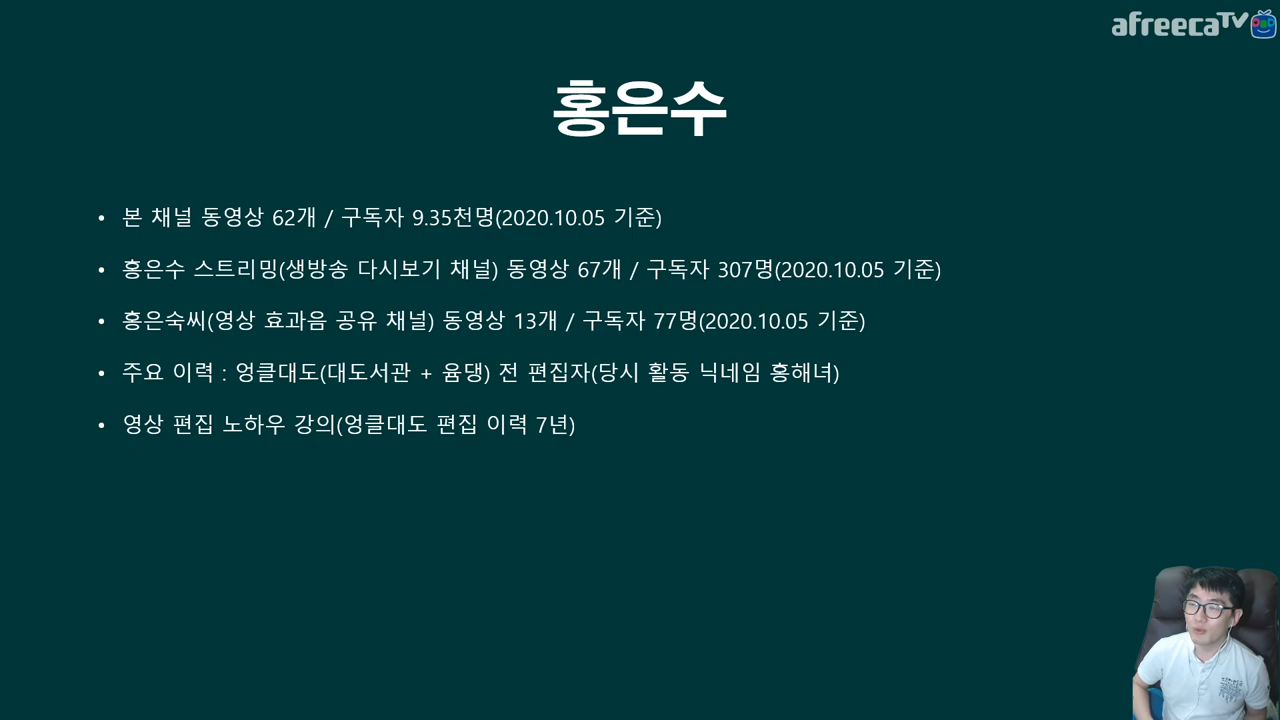 afreecaTV
홍은수
• 본 채널 동영상 62개 / 구독자 9.35천명(2020.10.05 기준)
• 홍은수 스트리밍(생방송 다시보기 채널) 동영상 67개 / 구독자 307명(2020.10.05 기준)
• 홍은숙씨(영상 효과음 공유 채널) 동영상 13개 / 구독자 77명(2020.10.05 기준)
• 주요 이력 : 엉클대도(대도서관 + 윰댕) 전 편집자(당시 활동 닉네임 홍해녀)
• 영상 편집 노하우 강의(엉클대도 편집 이력 7년)